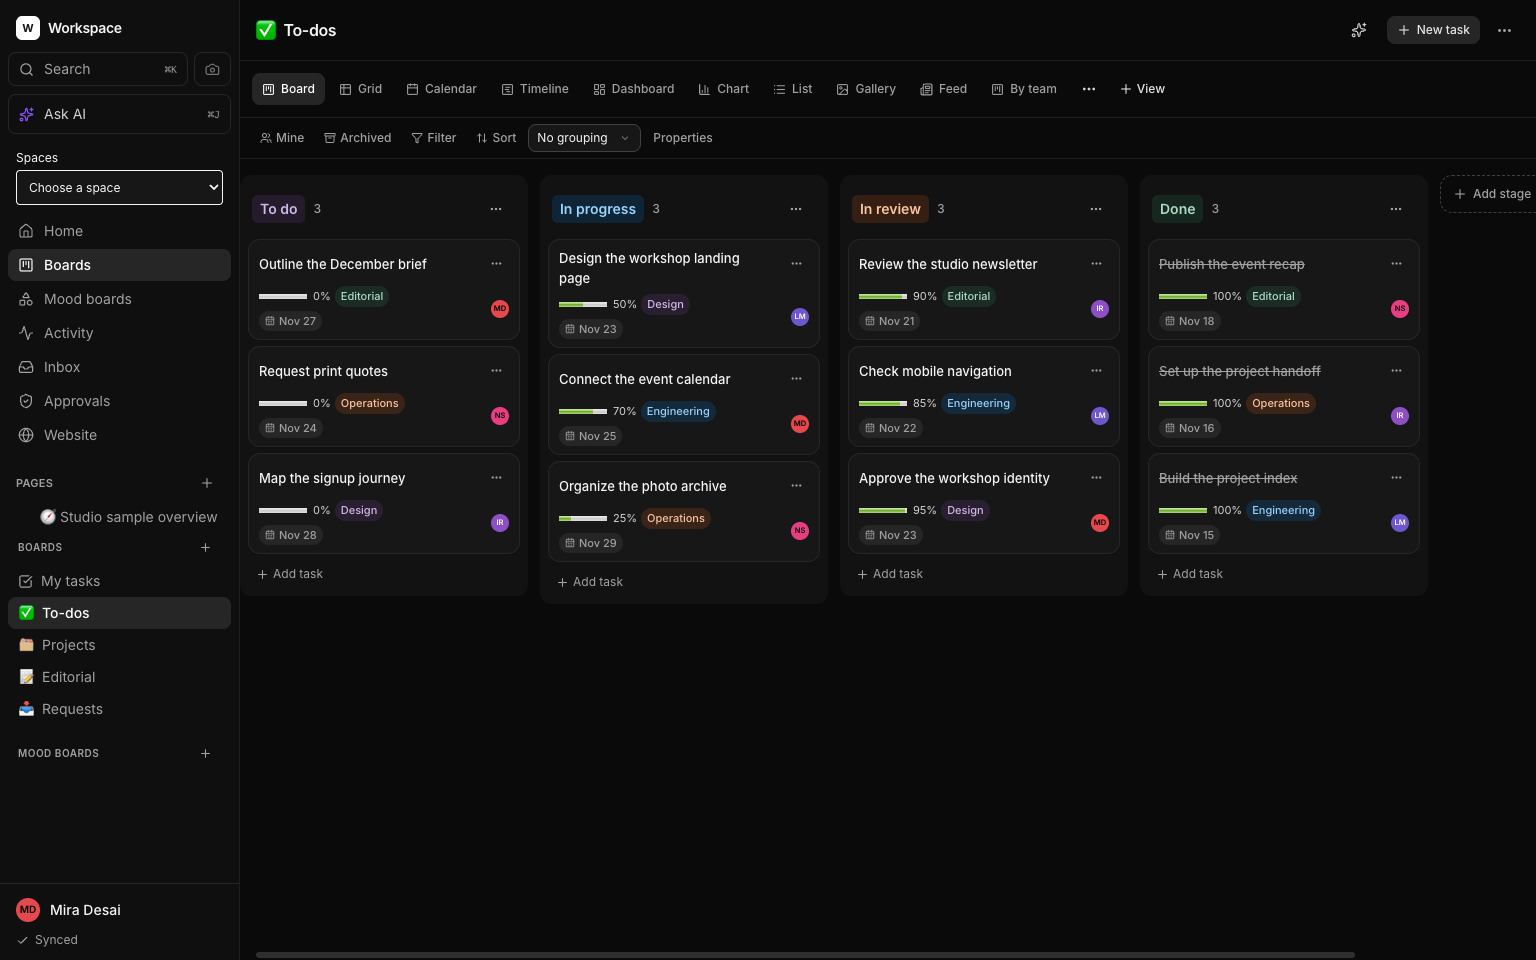 W Workspace
Search ⌘K
Ask AI ⌘J
Spaces
Choose a space
Home
Boards
Mood boards
Activity
Inbox
Approvals
Website
PAGES
Studio sample overview
BOARDS
My tasks
To-dos
Projects
Editorial
Requests
MOOD BOARDS
MD Mira Desai
Synced
To-dos
New task
Board Grid Calendar Timeline Dashboard Chart List Gallery Feed By team View
Mine Archived Filter Sort No grouping Properties
To do 3
Outline the December brief
0% Editorial
MD
Nov 27
Request print quotes
0% Operations
NS
Nov 24
Map the signup journey
0% Design
IR
Nov 28
Add task
In progress 3
Design the workshop landing
page
50% Design
LM
Nov 23
Connect the event calendar
70% Engineering
MD
Nov 25
Organize the photo archive
25% Operations
NS
Nov 29
Add task
In review 3
Review the studio newsletter
90% Editorial
IR
Nov 21
Check mobile navigation
85% Engineering
LM
Nov 22
Approve the workshop identity
95% Design
MD
Nov 23
Add task
Done 3
Publish the event recap
100% Editorial
NS
Nov 18
Set up the project handoff
100% Operations
IR
Nov 16
Build the project index
100% Engineering
LM
Nov 15
Add task
Add stage